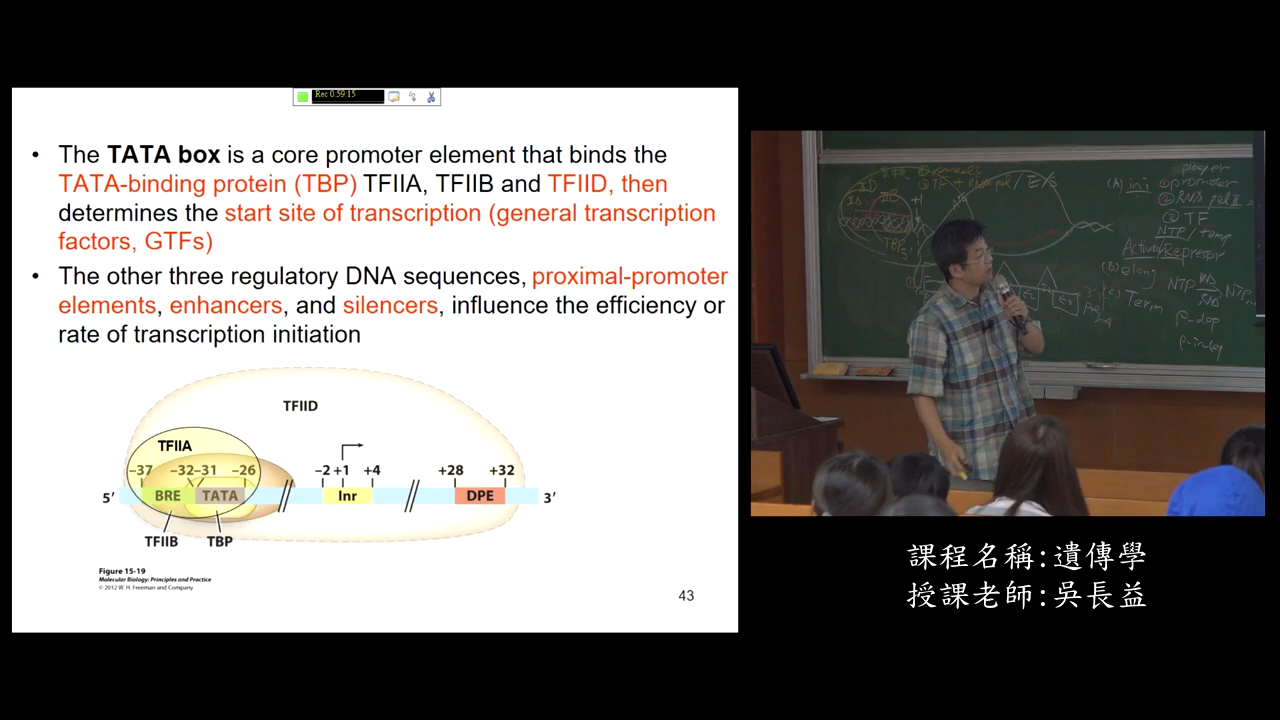 Rec 0:59:15
• The TATA box is a core promoter element that binds the
TATA-binding protein (TBP) TFIIA, TFIIB and TFIID, then
determines the start site of transcription (general transcription
factors, GTFs)
• The other three regulatory DNA sequences, proximal-promoter
elements, enhancers, and silencers, influence the efficiency or
rate of transcription initiation
TFIID
TFIIA
–37 –32 –31 –26 –2 +1 +4 +28 +32
5′ BRE TATA Inr DPE 3′
TFIIB TBP
Figure 15-19
Molecular Biology: Principles and Practice
© 2012 W. H. Freeman and Company
43
promoter
RNA pol II
TF
(B) elong
Term
課程名稱:遺傳學
授課老師:吳長益